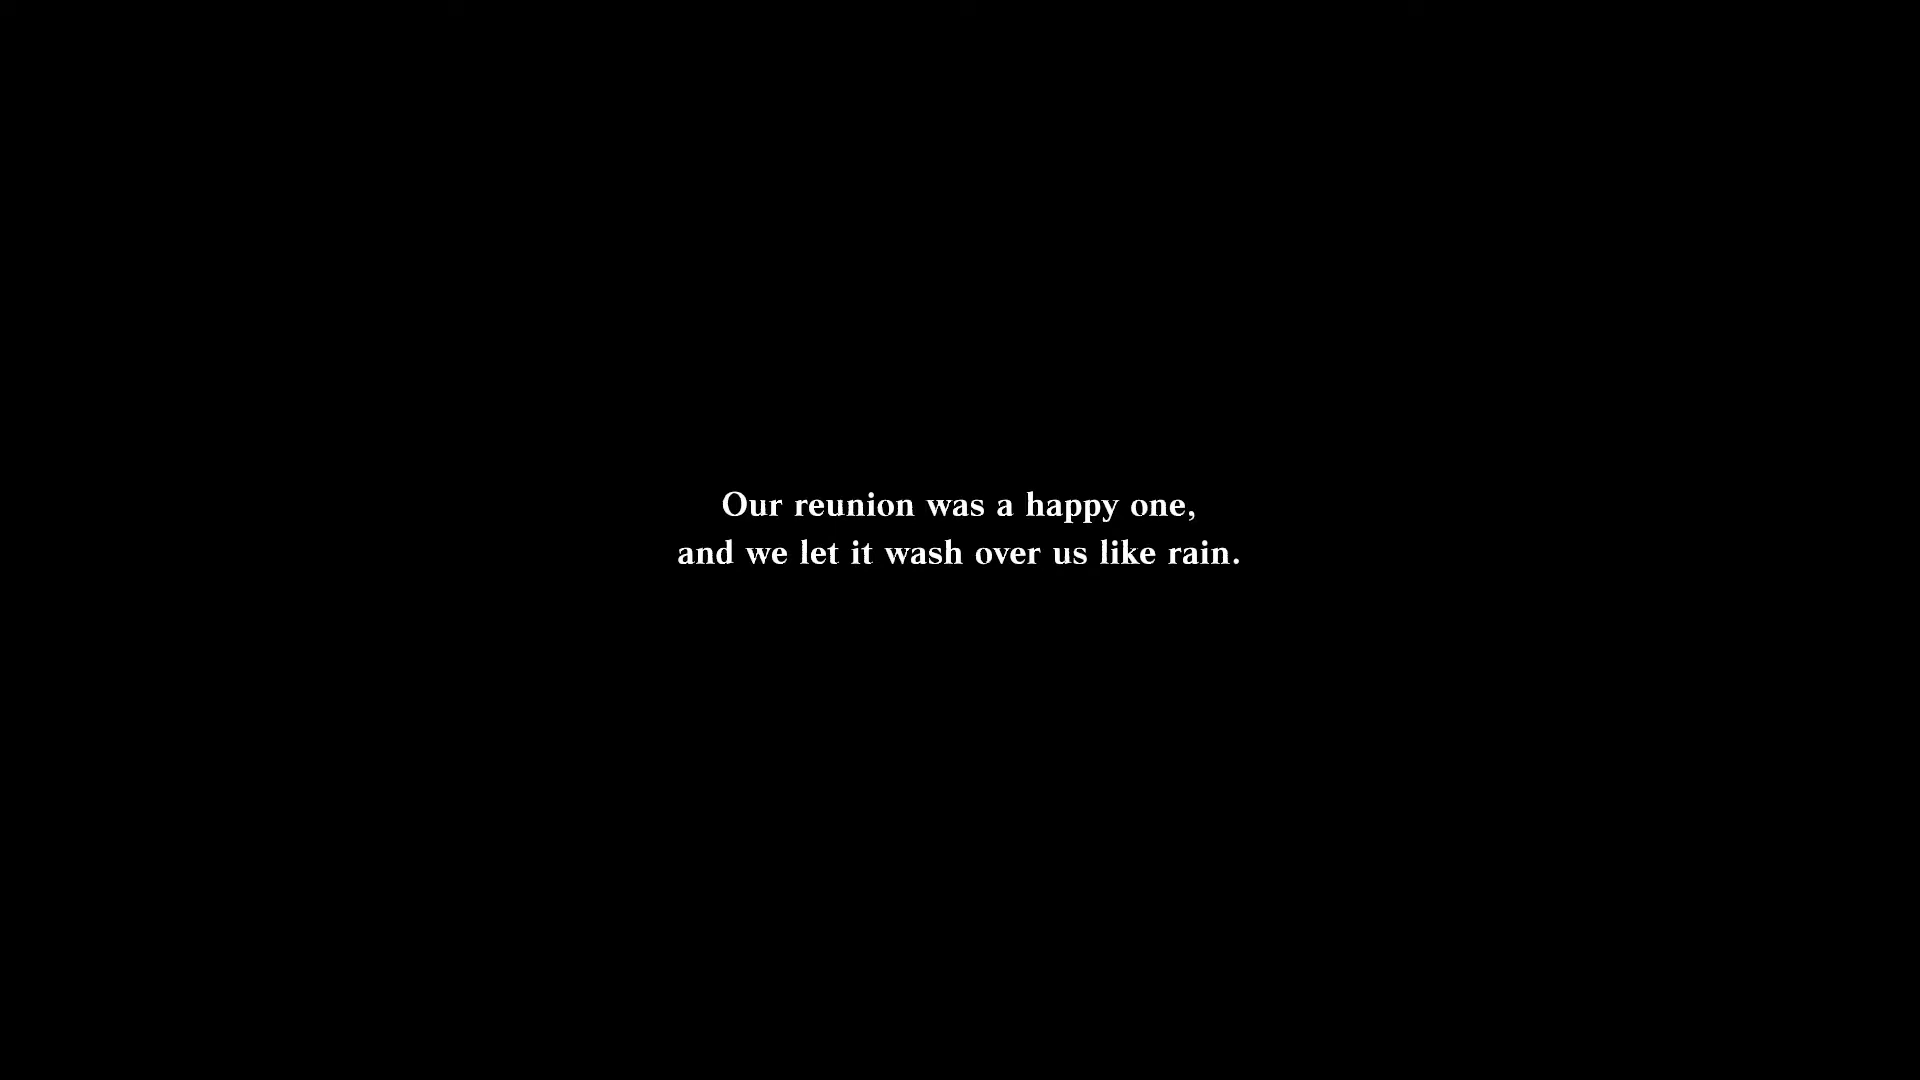 Our reunion was a happy one,
and we let it wash over us like rain.